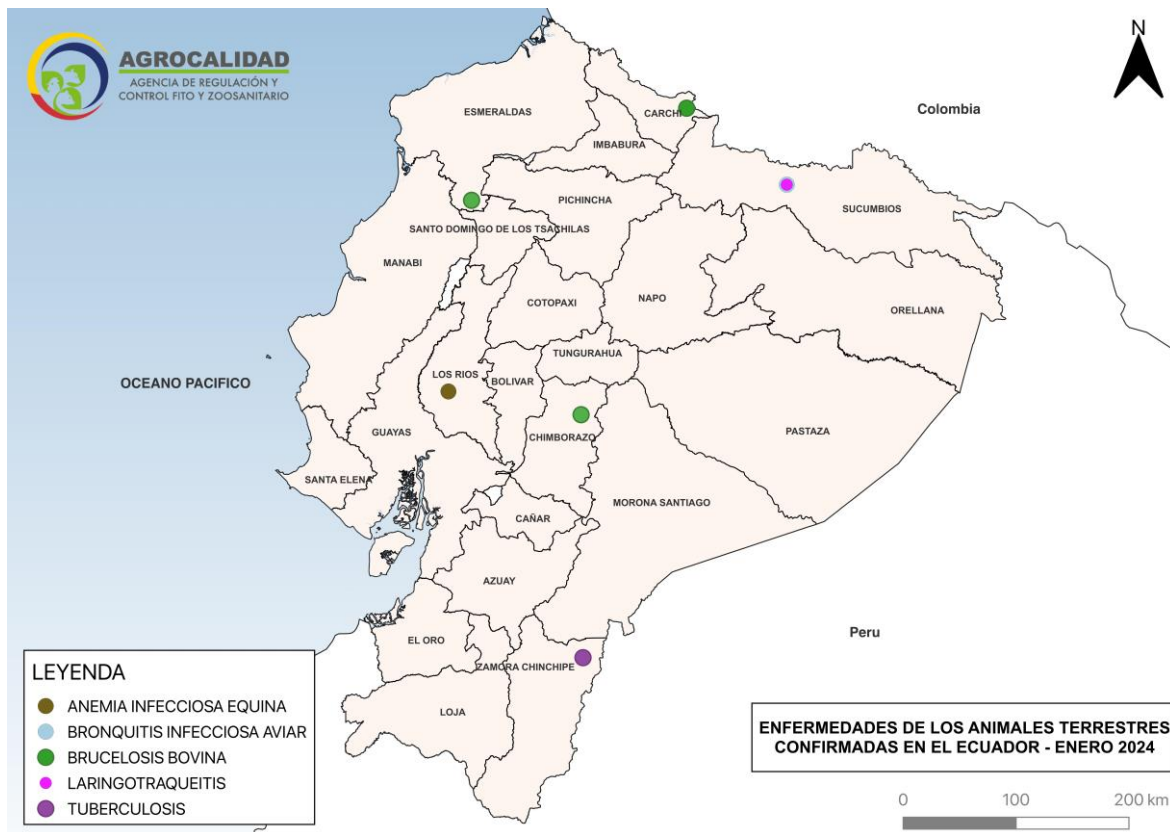 AGROCALIDAD
AGENCIA DE REGULACIÓN Y
CONTROL FITO Y ZOOSANITARIO
N
Colombia
ESMERALDAS
CARCHI
IMBABURA
PICHINCHA
SUCUMBIOS
SANTO DOMINGO DE LOS TSACHILAS
MANABI
COTOPAXI
NAPO
ORELLANA
TUNGURAHUA
OCEANO PACIFICO
LOS RIOS
BOLIVAR
GUAYAS
CHIMBORAZO
PASTAZA
SANTA ELENA
MORONA SANTIAGO
CAÑAR
AZUAY
Peru
EL ORO
ZAMORA CHINCHIPE
LOJA
LEYENDA
ANEMIA INFECCIOSA EQUINA
BRONQUITIS INFECCIOSA AVIAR
BRUCELOSIS BOVINA
LARINGOTRAQUEITIS
TUBERCULOSIS
ENFERMEDADES DE LOS ANIMALES TERRESTRES
CONFIRMADAS EN EL ECUADOR - ENERO 2024
0 100 200 km